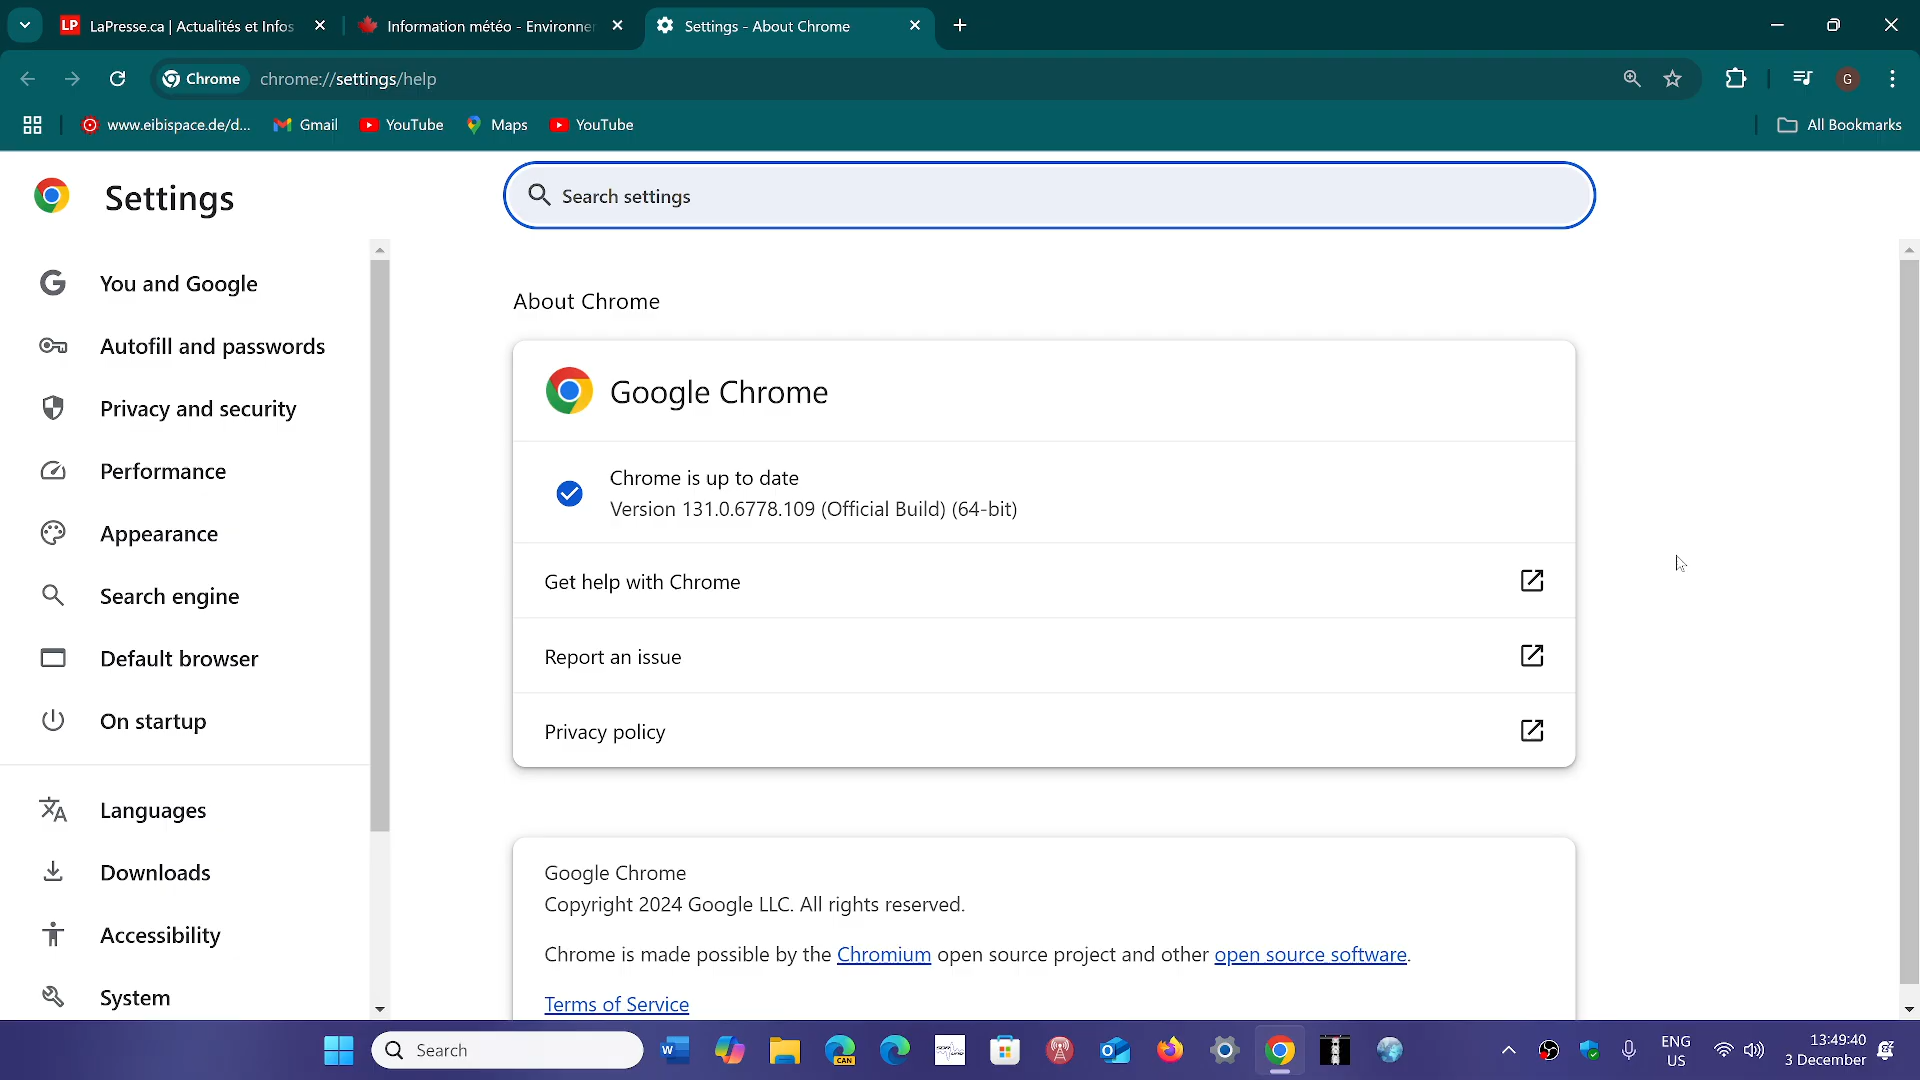 LP LaPresse.ca | Actualités et Infos
Information météo - Environne
Settings - About Chrome
Chrome
chrome://settings/help
G
www.eibispace.de/d...
Gmail
YouTube
Maps
YouTube
All Bookmarks
Settings
Search settings
You and Google
Autofill and passwords
Privacy and security
Performance
Appearance
Search engine
Default browser
On startup
Languages
Downloads
Accessibility
System
About Chrome
Google Chrome
Chrome is up to date
Version 131.0.6778.109 (Official Build) (64-bit)
Get help with Chrome
Report an issue
Privacy policy
Google Chrome
Copyright 2024 Google LLC. All rights reserved.
Chrome is made possible by the Chromium open source project and other open source software.
Terms of Service
Search
W
CAN
ENG
US
13:49:40
3 December